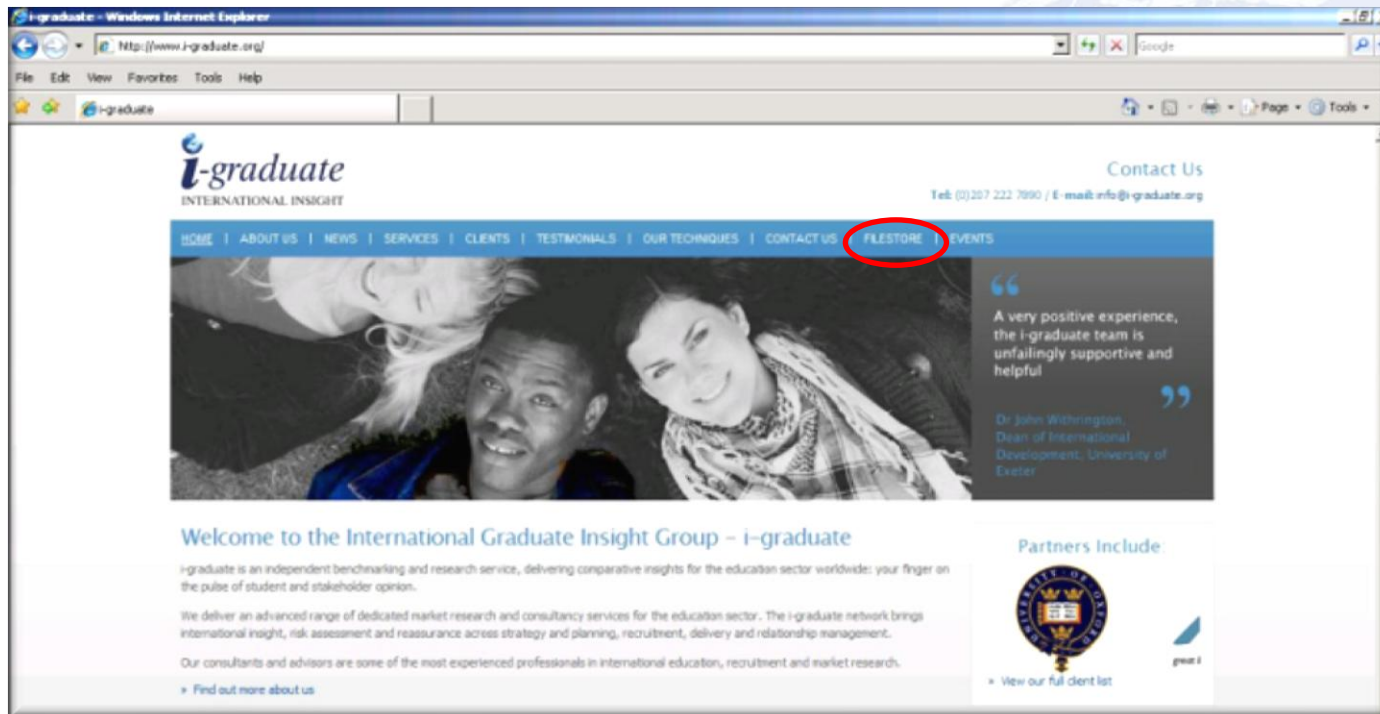 i-graduate - Windows Internet Explorer
http://www.i-graduate.org/
Google
File Edit View Favorites Tools Help
i-graduate
Page Tools
i-graduate
INTERNATIONAL INSIGHT
Contact Us
Tel: (0)207 222 7890 / E-mail: info@i-graduate.org
HOME | ABOUT US | NEWS | SERVICES | CLIENTS | TESTIMONIALS | OUR TECHNIQUES | CONTACT US | FILESTORE | EVENTS
“
A very positive experience,
the i-graduate team is
unfailingly supportive and
helpful
”
Dr John Withrington,
Dean of International
Development, University of
Exeter
Welcome to the International Graduate Insight Group – i-graduate
i-graduate is an independent benchmarking and research service, delivering comparative insights for the education sector worldwide: your finger on
the pulse of student and stakeholder opinion.
We deliver an advanced range of dedicated market research and consultancy services for the education sector. The i-graduate network brings
international insight, risk assessment and reassurance across strategy and planning, recruitment, delivery and relationship management.
Our consultants and advisors are some of the most experienced professionals in international education, recruitment and market research.
» Find out more about us
Partners Include:
UNIVERSITY OF OXFORD
great i
» View our full client list